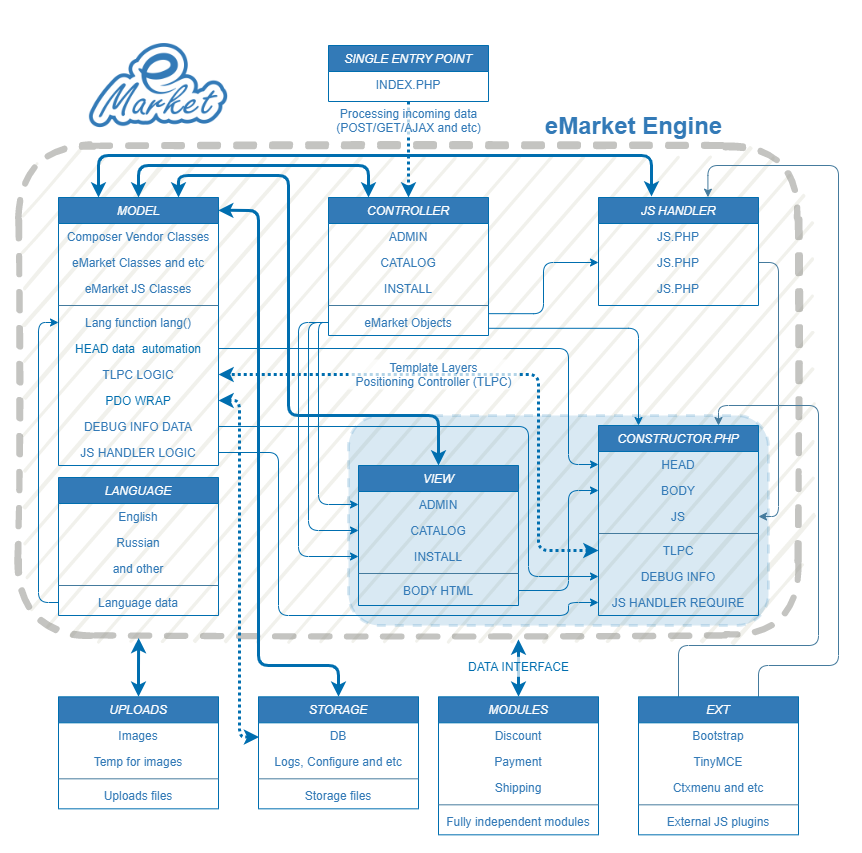 e
Market
SINGLE ENTRY POINT
INDEX.PHP
Processing incoming data
(POST/GET/AJAX and etc)
eMarket Engine
MODEL
Composer Vendor Classes
eMarket Classes and etc
eMarket JS Classes
Lang function lang()
HEAD data automation
TLPC LOGIC
PDO WRAP
DEBUG INFO DATA
JS HANDLER LOGIC
CONTROLLER
ADMIN
CATALOG
INSTALL
eMarket Objects
JS HANDLER
JS.PHP
JS.PHP
JS.PHP
Template Layers
Positioning Controller (TLPC)
LANGUAGE
English
Russian
and other
Language data
VIEW
ADMIN
CATALOG
INSTALL
BODY HTML
CONSTRUCTOR.PHP
HEAD
BODY
JS
TLPC
DEBUG INFO
JS HANDLER REQUIRE
DATA INTERFACE
UPLOADS
Images
Temp for images
Uploads files
STORAGE
DB
Logs, Configure and etc
Storage files
MODULES
Discount
Payment
Shipping
Fully independent modules
EXT
Bootstrap
TinyMCE
Ctxmenu and etc
External JS plugins